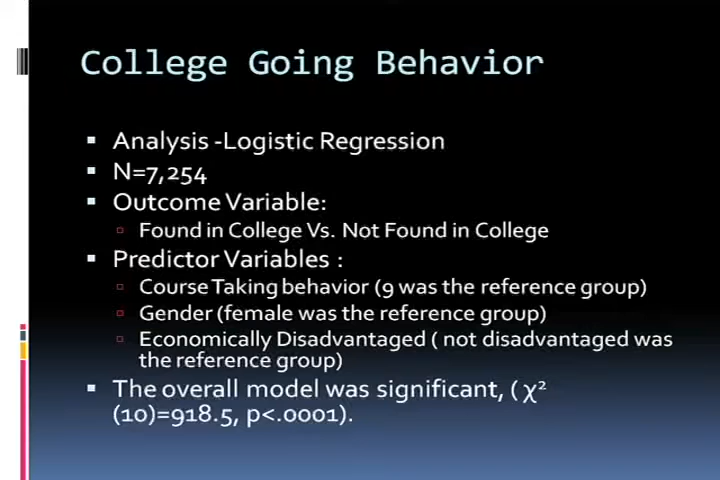 College Going Behavior
Analysis -Logistic Regression
N=7,254
Outcome Variable:
Found in College Vs. Not Found in College
Predictor Variables :
Course Taking behavior (9 was the reference group)
Gender (female was the reference group)
Economically Disadvantaged ( not disadvantaged was
the reference group)
The overall model was significant, ( χ²
(10)=918.5, p<.0001).